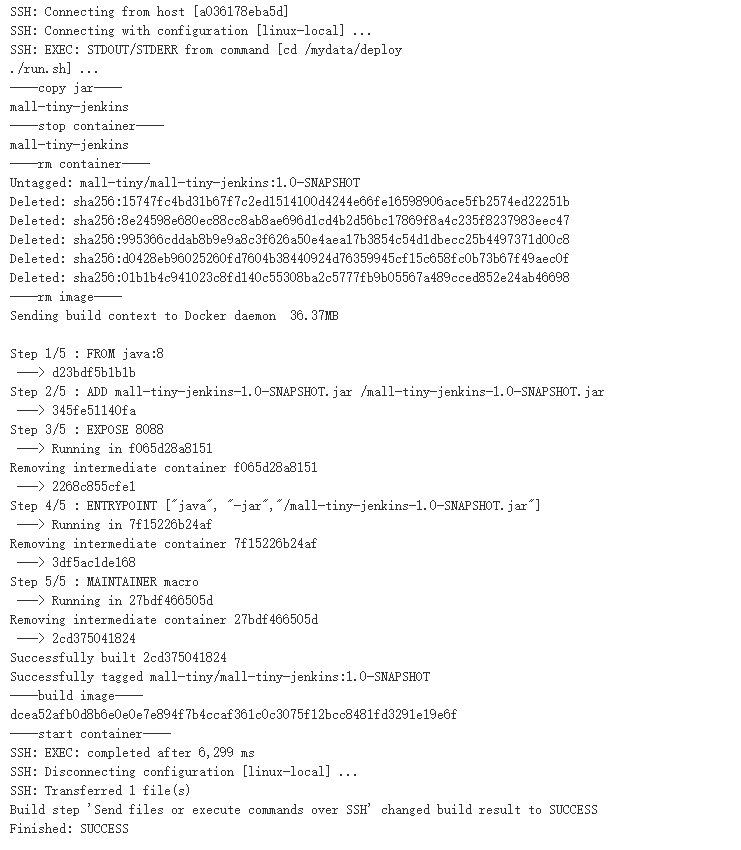 SSH: Connecting from host [a036178eba5d]
SSH: Connecting with configuration [linux-local] ...
SSH: EXEC: STDOUT/STDERR from command [cd /mydata/deploy
./run.sh] ...
----copy jar----
mall-tiny-jenkins
----stop container----
mall-tiny-jenkins
----rm container----
Untagged: mall-tiny/mall-tiny-jenkins:1.0-SNAPSHOT
Deleted: sha256:15747fc4bd31b67f7c2ed1514100d4244e66fe16598906ace5fb2574ed22251b
Deleted: sha256:8e24598e680ec88cc8ab8ae696d1cd4b2d56bc17869f8a4c235f8237983eec47
Deleted: sha256:995366cddab8b9e9a8c3f626a50e4aea17b3854c54d1dbecc25b4497371d00c8
Deleted: sha256:d0428eb96025260fd7604b38440924d76359945cf15c658fc0b73b67f49aec0f
Deleted: sha256:01b1b4c941023c8fd140c55308ba2c5777fb9b05567a489cced852e24ab46698
----rm image----
Sending build context to Docker daemon  36.37MB
Step 1/5 : FROM java:8
 ---> d23bdf5b1b1b
Step 2/5 : ADD mall-tiny-jenkins-1.0-SNAPSHOT.jar /mall-tiny-jenkins-1.0-SNAPSHOT.jar
 ---> 345fe51140fa
Step 3/5 : EXPOSE 8088
 ---> Running in f065d28a8151
Removing intermediate container f065d28a8151
 ---> 2268c855cfe1
Step 4/5 : ENTRYPOINT ["java", "-jar","/mall-tiny-jenkins-1.0-SNAPSHOT.jar"]
 ---> Running in 7f15226b24af
Removing intermediate container 7f15226b24af
 ---> 3df5ac1de168
Step 5/5 : MAINTAINER macro
 ---> Running in 27bdf466505d
Removing intermediate container 27bdf466505d
 ---> 2cd375041824
Successfully built 2cd375041824
Successfully tagged mall-tiny/mall-tiny-jenkins:1.0-SNAPSHOT
----build image----
dcea52afb0d8b6e0e0e7e894f7b4ccaf361c0c3075f12bcc8481fd3291e19e6f
----start container----
SSH: EXEC: completed after 6,299 ms
SSH: Disconnecting configuration [linux-local] ...
SSH: Transferred 1 file(s)
Build step 'Send files or execute commands over SSH' changed build result to SUCCESS
Finished: SUCCESS